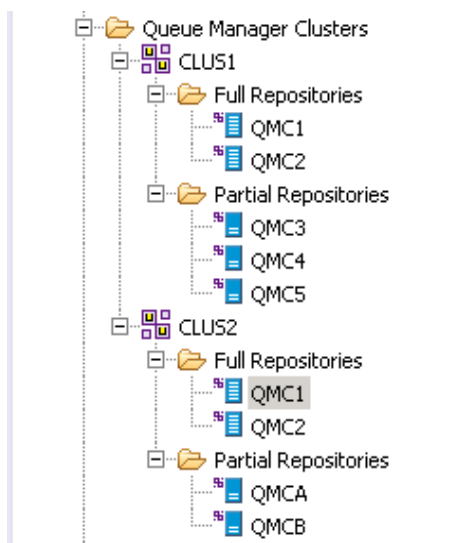 Queue Manager Clusters
CLUS1
Full Repositories
QMC1
QMC2
Partial Repositories
QMC3
QMC4
QMC5
CLUS2
Full Repositories
QMC1
QMC2
Partial Repositories
QMCA
QMCB